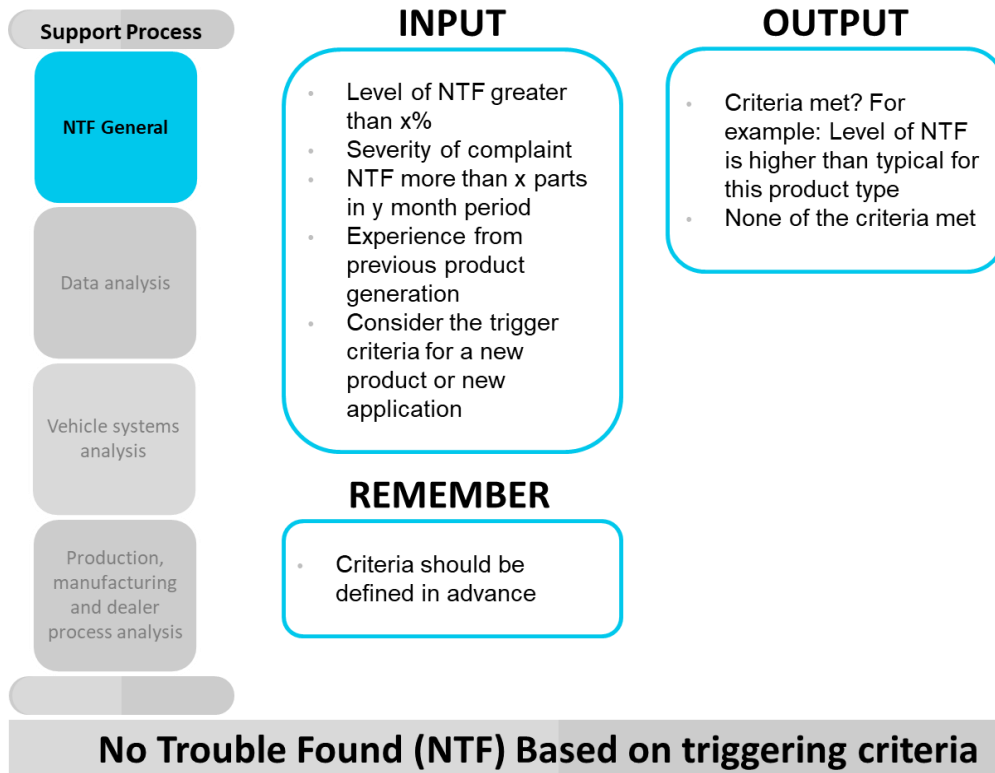 Support Process
NTF General
Data analysis
Vehicle systems
analysis
Production,
manufacturing
and dealer
process analysis
INPUT
• Level of NTF greater
than x%
• Severity of complaint
• NTF more than x parts
in y month period
• Experience from
previous product
generation
• Consider the trigger
criteria for a new
product or new
application
REMEMBER
• Criteria should be
defined in advance
OUTPUT
• Criteria met? For
example: Level of NTF
is higher than typical for
this product type
• None of the criteria met
No Trouble Found (NTF) Based on triggering criteria